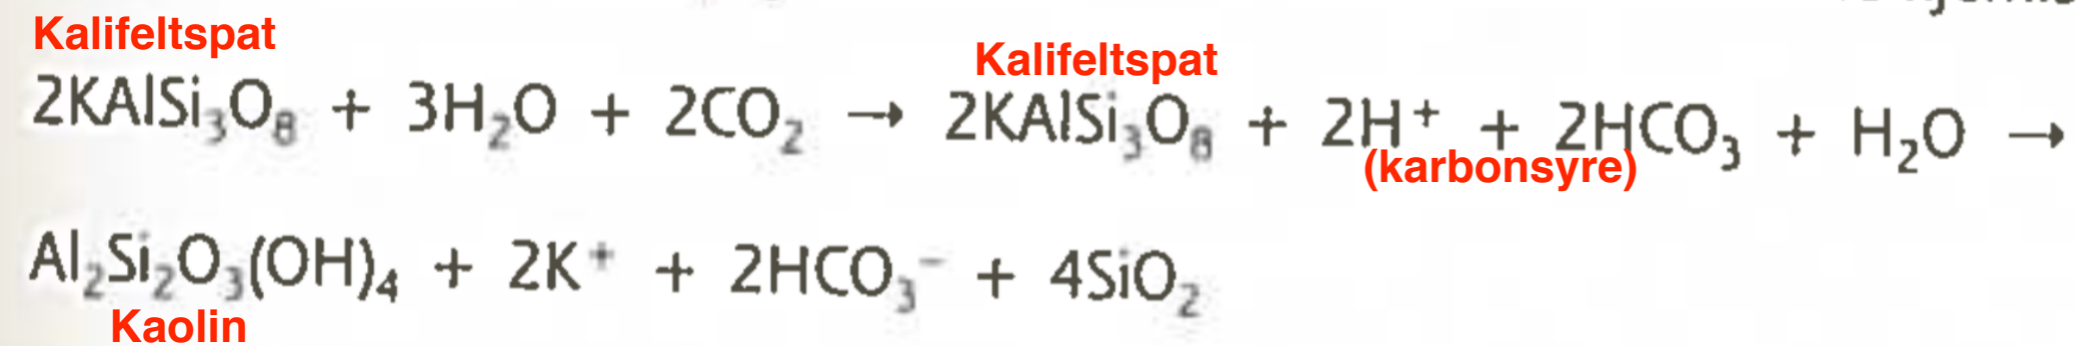 Kalifeltspat
Kalifeltspat
2KAlSi₃O₈ + 3H₂O + 2CO₂ → 2KAlSi₃O₈ + 2H⁺ + 2HCO₃ + H₂O →
(karbonsyre)
Al₂Si₂O₃(OH)₄ + 2K⁺ + 2HCO₃⁻ + 4SiO₂
Kaolin